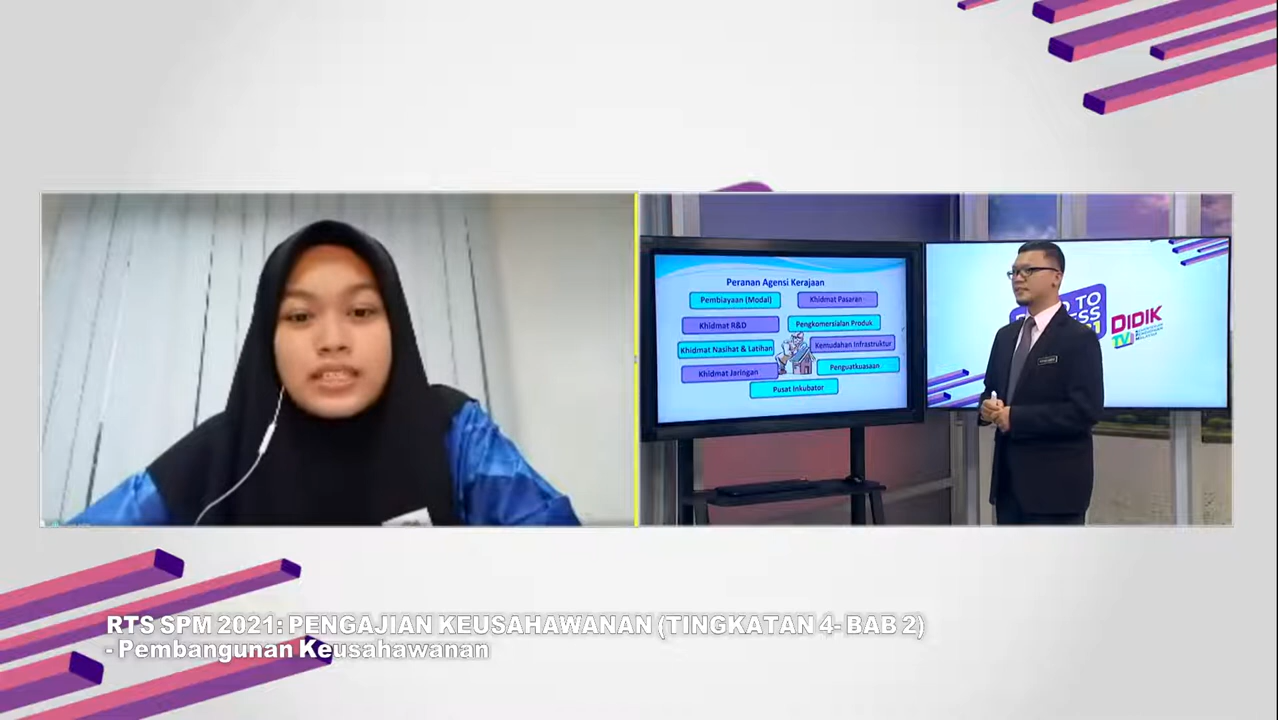 Peranan Agensi Kerajaan
Pembiayaan (Modal)
Khidmat Pasaran
Khidmat R&D
Pengkomersialan Produk
Khidmat Nasihat & Latihan
Kemudahan Infrastruktur
Khidmat Jaringan
Penguatkuasaan
Pusat Inkubator
DIDIK
TV
RTS SPM 2021: PENGAJIAN KEUSAHAWANAN (TINGKATAN 4- BAB 2)
- Pembangunan Keusahawanan